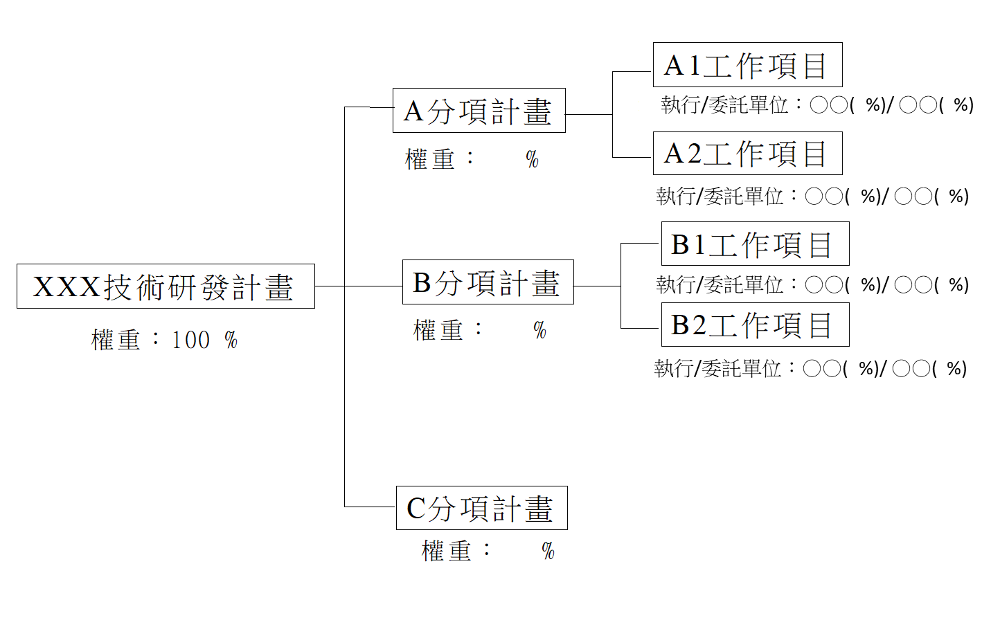 XXX技術研發計畫
權重：100 %
A分項計畫
權重：    %
A1工作項目
執行/委託單位：○○(  %)/ ○○(  %)
A2工作項目
執行/委託單位：○○(  %)/ ○○(  %)
B分項計畫
權重：    %
B1工作項目
執行/委託單位：○○(  %)/ ○○(  %)
B2工作項目
執行/委託單位：○○(  %)/ ○○(  %)
C分項計畫
權重：    %